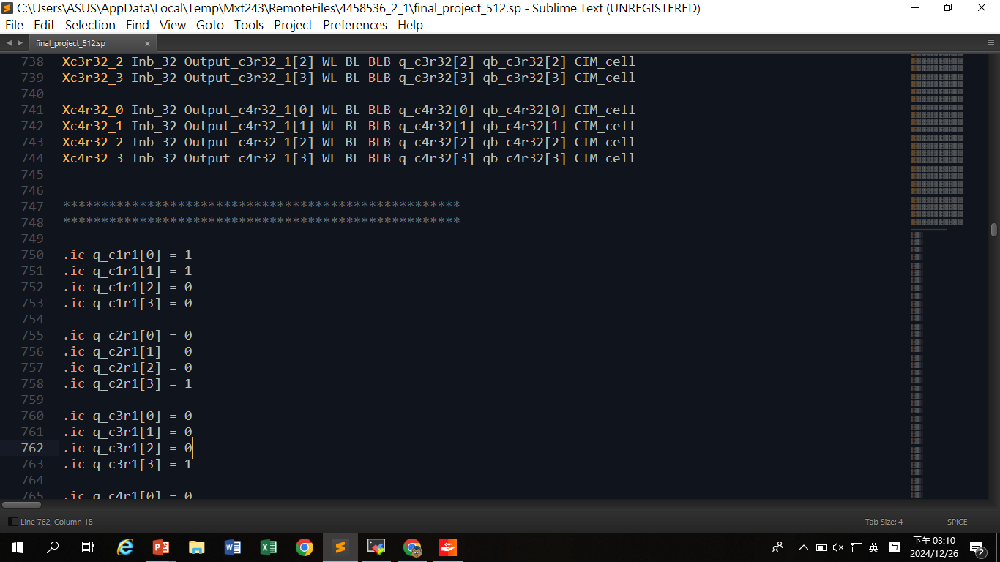 C:\Users\ASUS\AppData\Local\Temp\Mxt243\RemoteFiles\4458536_2_1\final_project_512.sp - Sublime Text (UNREGISTERED)
File Edit Selection Find View Goto Tools Project Preferences Help
final_project_512.sp
738 Xc3r32_2 Inb_32 Output_c3r32_1[2] WL BL BLB q_c3r32[2] qb_c3r32[2] CIM_cell
739 Xc3r32_3 Inb_32 Output_c3r32_1[3] WL BL BLB q_c3r32[3] qb_c3r32[3] CIM_cell
740
741 Xc4r32_0 Inb_32 Output_c4r32_1[0] WL BL BLB q_c4r32[0] qb_c4r32[0] CIM_cell
742 Xc4r32_1 Inb_32 Output_c4r32_1[1] WL BL BLB q_c4r32[1] qb_c4r32[1] CIM_cell
743 Xc4r32_2 Inb_32 Output_c4r32_1[2] WL BL BLB q_c4r32[2] qb_c4r32[2] CIM_cell
744 Xc4r32_3 Inb_32 Output_c4r32_1[3] WL BL BLB q_c4r32[3] qb_c4r32[3] CIM_cell
745
746
747 ****************************************************
748 ****************************************************
749
750 .ic q_c1r1[0] = 1
751 .ic q_c1r1[1] = 1
752 .ic q_c1r1[2] = 0
753 .ic q_c1r1[3] = 0
754
755 .ic q_c2r1[0] = 0
756 .ic q_c2r1[1] = 0
757 .ic q_c2r1[2] = 0
758 .ic q_c2r1[3] = 1
759
760 .ic q_c3r1[0] = 0
761 .ic q_c3r1[1] = 0
762 .ic q_c3r1[2] = 0
763 .ic q_c3r1[3] = 1
764
765 .ic q_c4r1[0] = 0
Line 762, Column 18
Tab Size: 4
SPICE
英
下午 03:10
2024/12/26
2